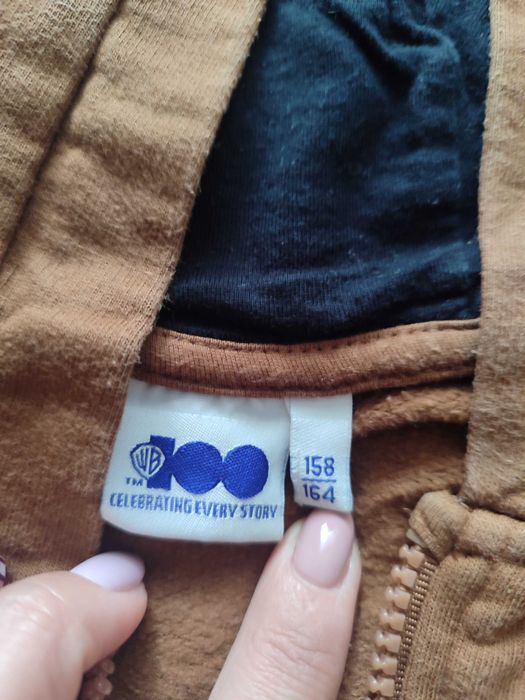 WB 100
TM
CELEBRATING EVERY STORY
158
164